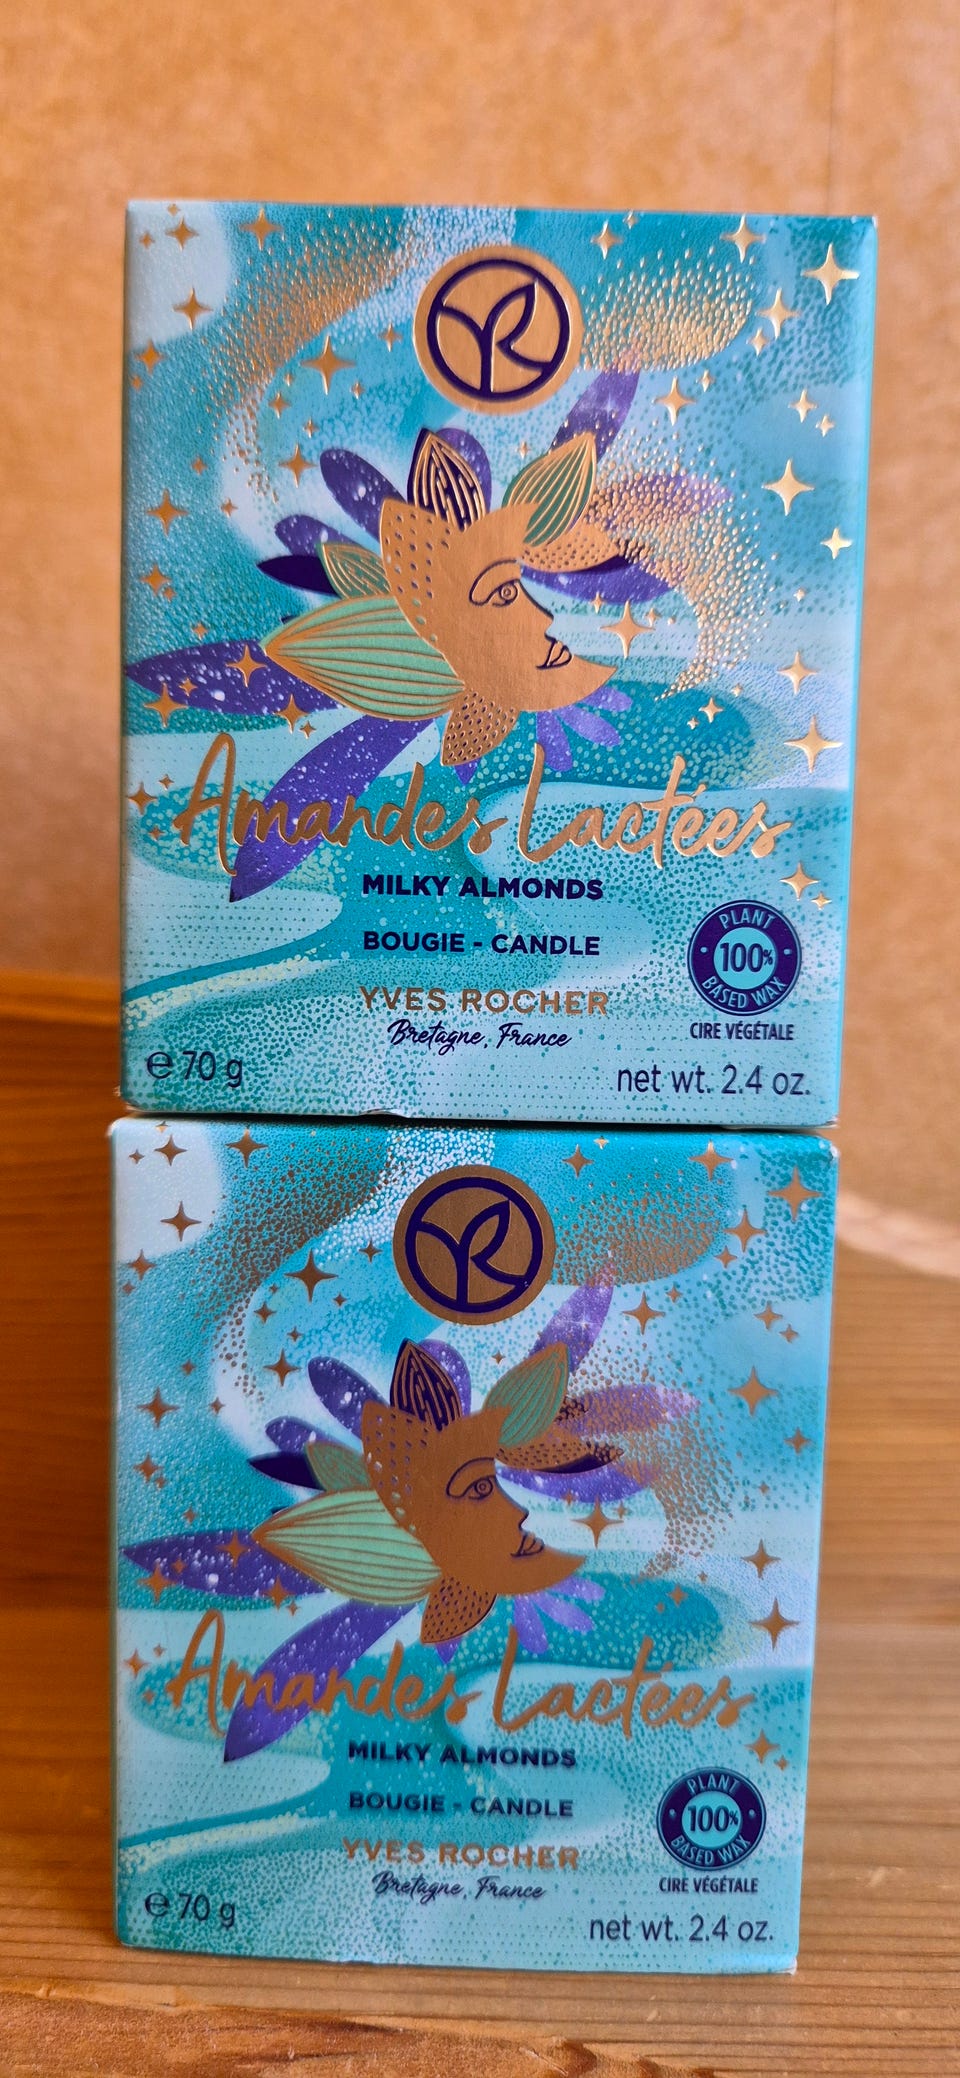 YR
Amandes Lactées
MILKY ALMONDS
BOUGIE - CANDLE
YVES ROCHER
Bretagne, France
PLANT
100%
BASED WAX
CIRE VÉGÉTALE
℮ 70 g
net wt. 2.4 oz.
YR
Amandes Lactées
MILKY ALMONDS
BOUGIE - CANDLE
YVES ROCHER
Bretagne, France
PLANT
100%
BASED WAX
CIRE VÉGÉTALE
℮ 70 g
net wt. 2.4 oz.